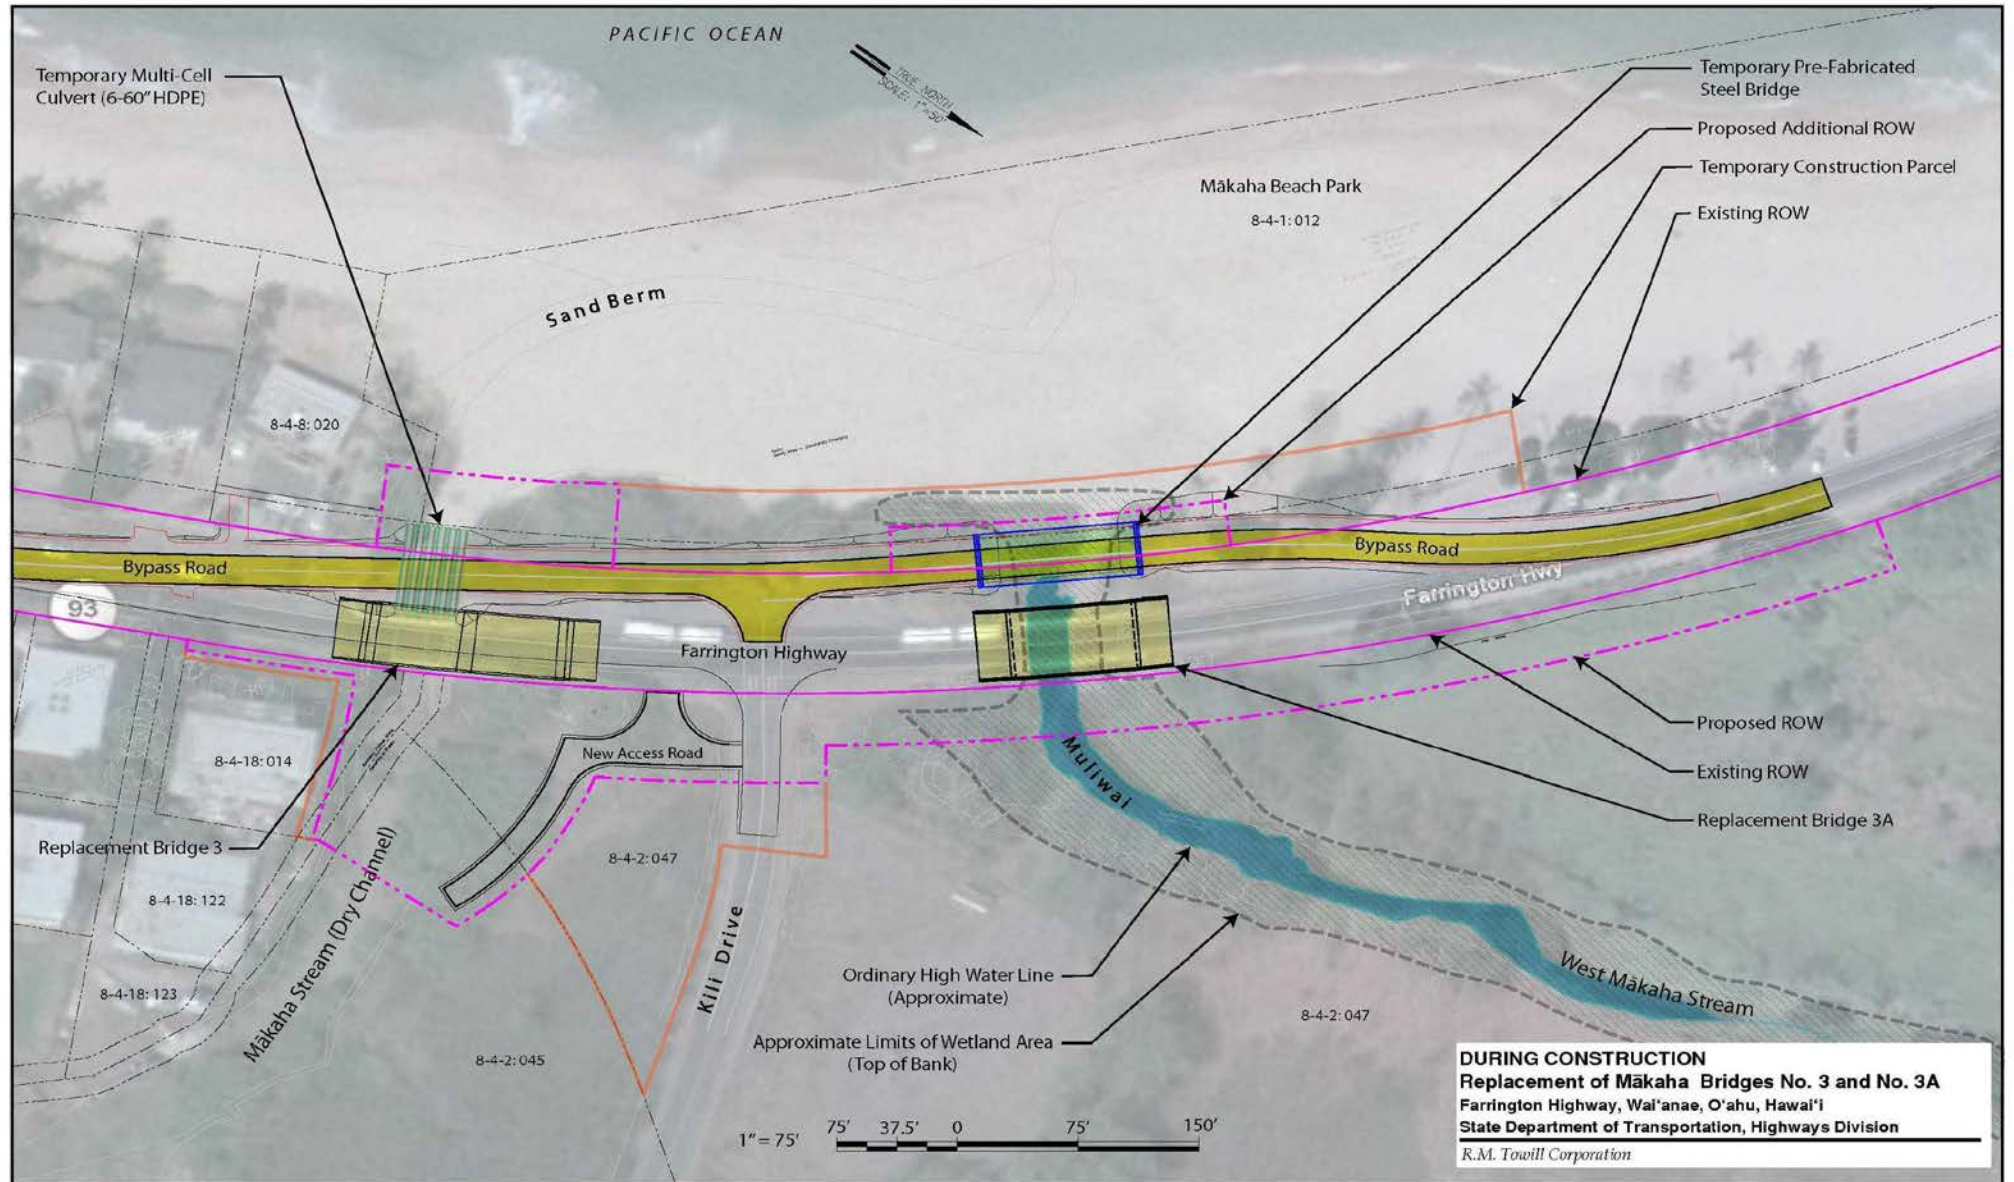 PACIFIC OCEAN
TRUE NORTH
SCALE: 1"=50'
Temporary Multi-Cell
Culvert (6-60"HDPE)
Temporary Pre-Fabricated
Steel Bridge
Proposed Additional ROW
Temporary Construction Parcel
Existing ROW
Mākaha Beach Park
8-4-1: 012
Sand Berm
8-4-8: 020
Bypass Road
Bypass Road
93
Farrington Hwy
Farrington Highway
New Access Road
8-4-18: 014
Muliwai
Proposed ROW
Existing ROW
Replacement Bridge 3A
Replacement Bridge 3
8-4-2: 047
8-4-18: 122
Mākaha Stream (Dry Channel)
Kili Drive
8-4-18: 123
Ordinary High Water Line
(Approximate)
West Mākaha Stream
8-4-2: 047
Approximate Limits of Wetland Area
(Top of Bank)
8-4-2: 045
1" = 75'
75' 37.5' 0 75' 150'
DURING CONSTRUCTION
Replacement of Mākaha Bridges No. 3 and No. 3A
Farrington Highway, Wai‘anae, O‘ahu, Hawai‘i
State Department of Transportation, Highways Division
R.M. Towill Corporation